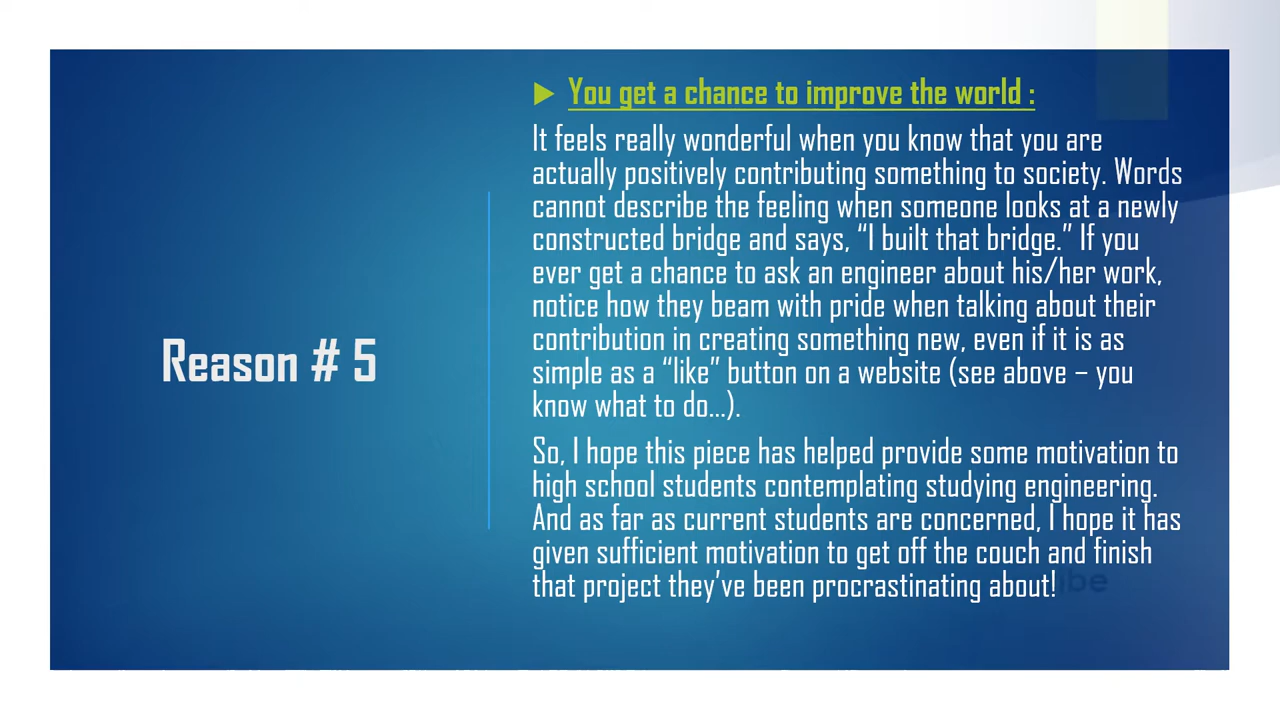 Reason # 5
You get a chance to improve the world :
It feels really wonderful when you know that you are
actually positively contributing something to society. Words
cannot describe the feeling when someone looks at a newly
constructed bridge and says, “I built that bridge.” If you
ever get a chance to ask an engineer about his/her work,
notice how they beam with pride when talking about their
contribution in creating something new, even if it is as
simple as a “like” button on a website (see above – you
know what to do...).
So, I hope this piece has helped provide some motivation to
high school students contemplating studying engineering.
And as far as current students are concerned, I hope it has
given sufficient motivation to get off the couch and finish
that project they’ve been procrastinating about!